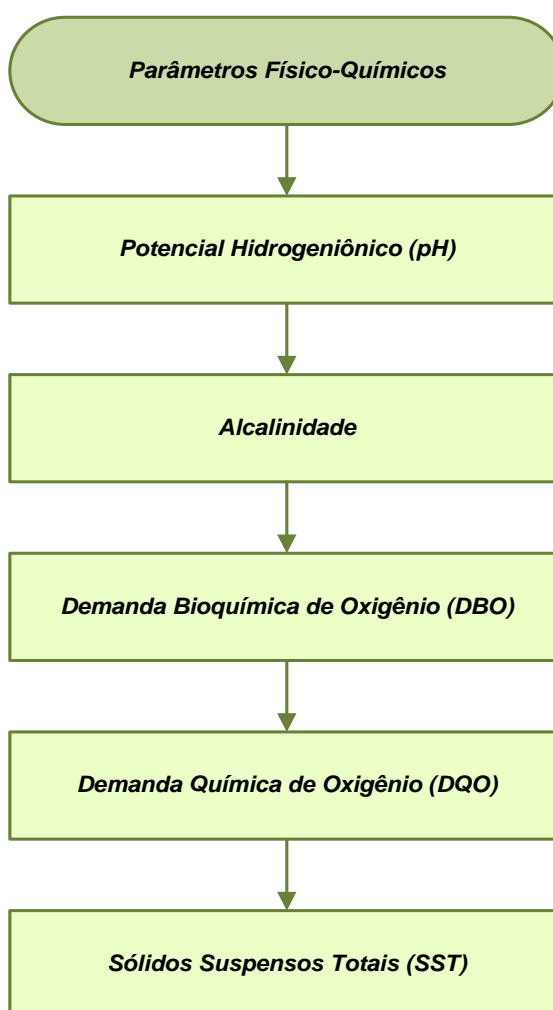 Parâmetros Físico-Químicos
Potencial Hidrogeniônico (pH)
Alcalinidade
Demanda Bioquímica de Oxigênio (DBO)
Demanda Química de Oxigênio (DQO)
Sólidos Suspensos Totais (SST)